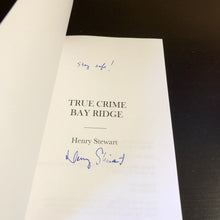 Stay safe!
TRUE CRIME
BAY RIDGE
Henry Stewart
Henry Stewart